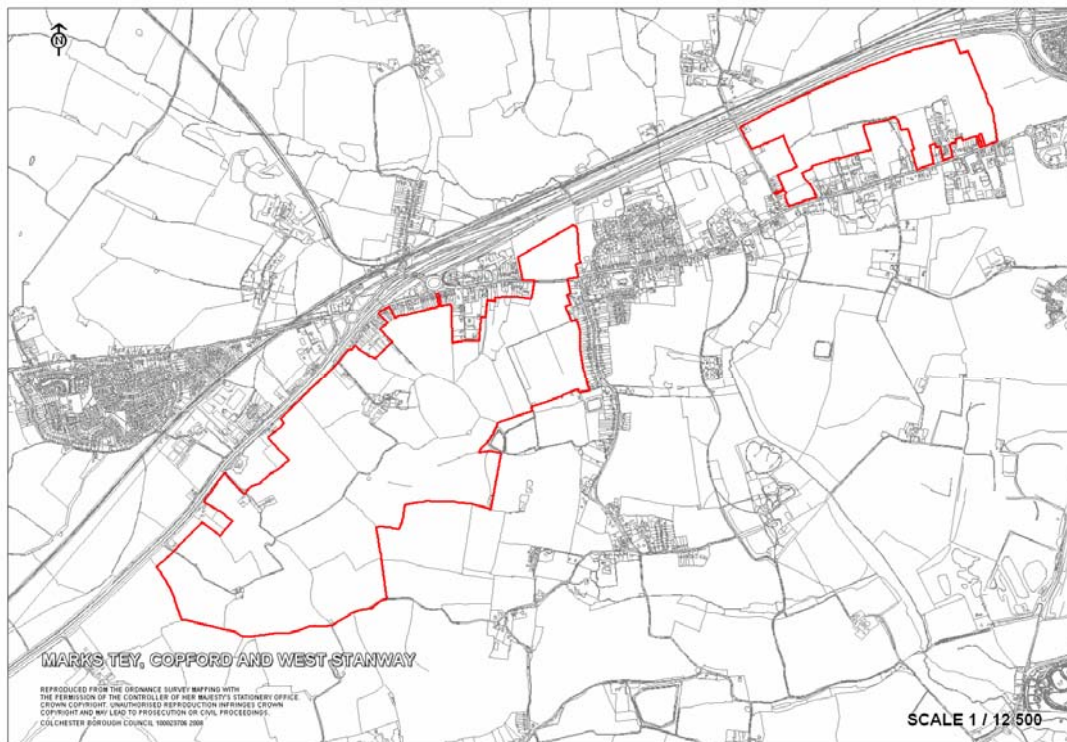 N
MARKS TEY, COPFORD AND WEST STANWAY
REPRODUCED FROM THE ORDNANCE SURVEY MAPPING WITH
THE PERMISSION OF THE CONTROLLER OF HER MAJESTY'S STATIONERY OFFICE
CROWN COPYRIGHT. UNAUTHORISED REPRODUCTION INFRINGES CROWN
COPYRIGHT AND MAY LEAD TO PROSECUTION OR CIVIL PROCEEDINGS.
COLCHESTER BOROUGH COUNCIL 100023706 2008
SCALE 1 / 12 500